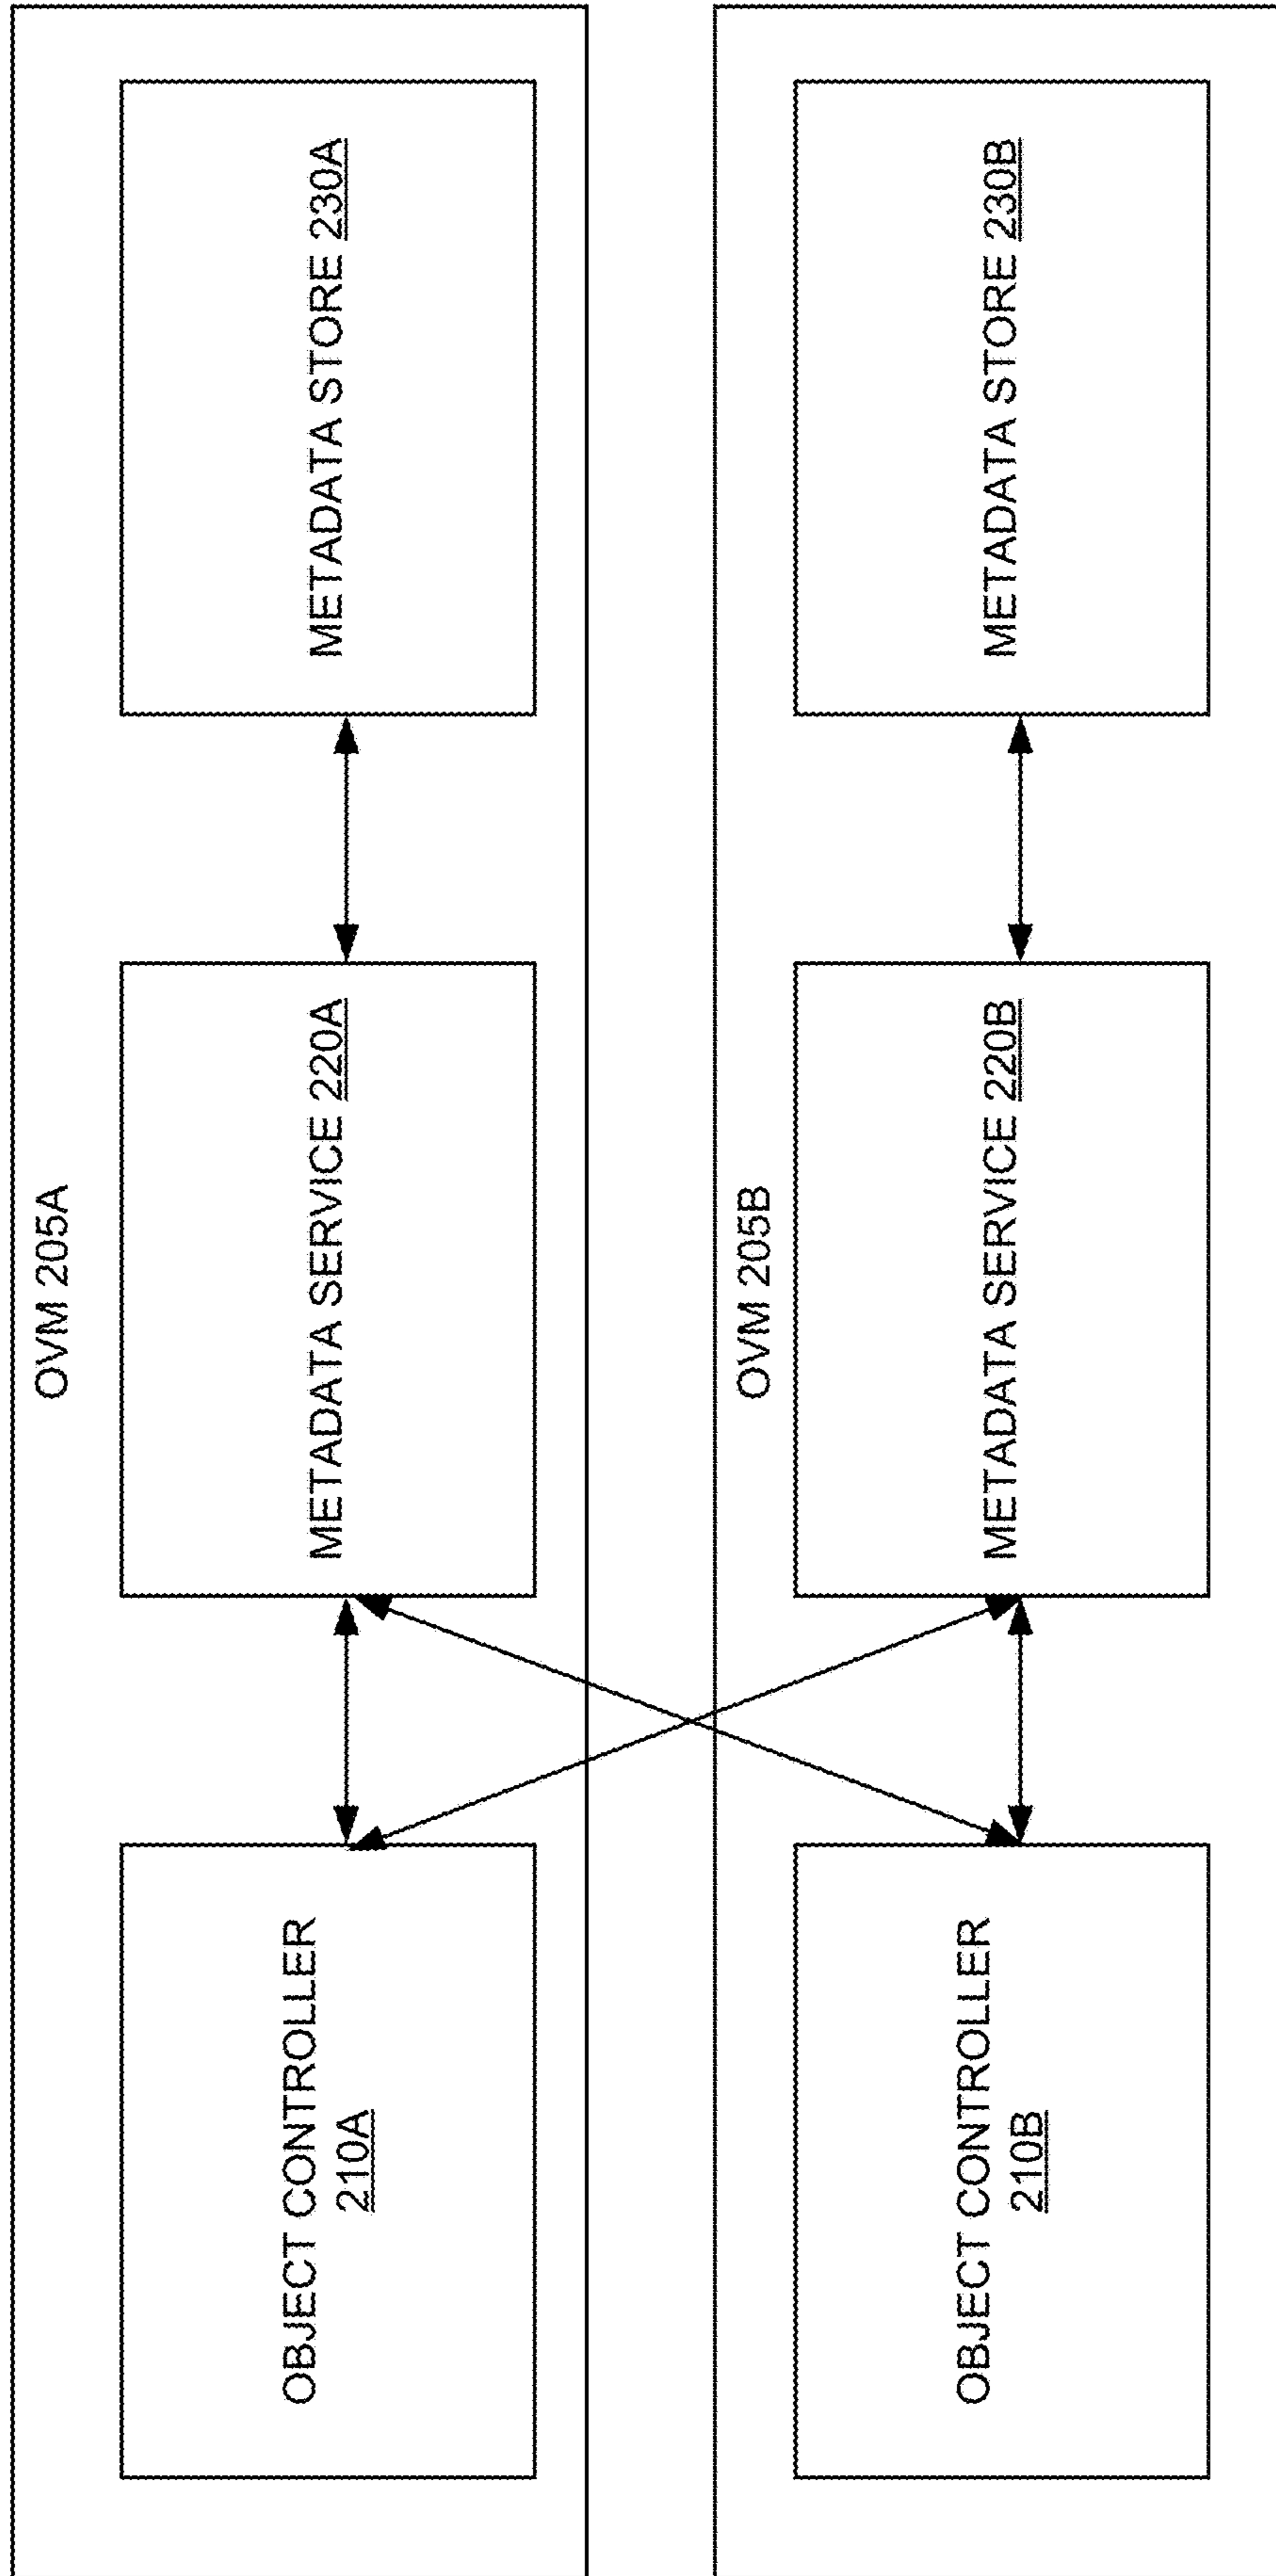 OVM 205A
OBJECT CONTROLLER
210A
METADATA SERVICE 220A
METADATA STORE 230A
OVM 205B
OBJECT CONTROLLER
210B
METADATA SERVICE 220B
METADATA STORE 230B